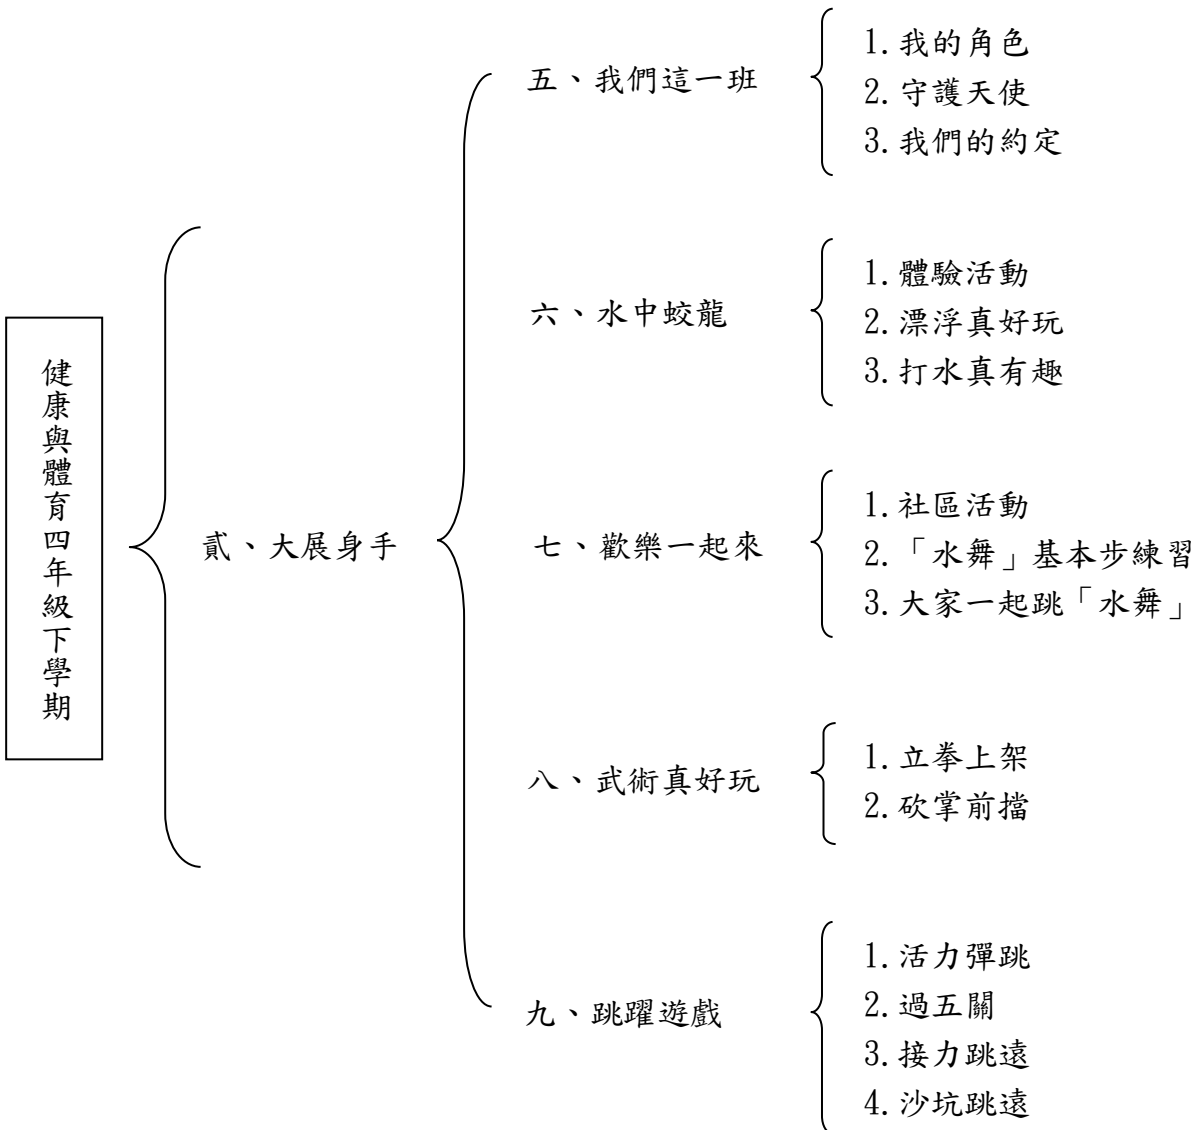 健康與體育四年級下學期
貳、大展身手
五、我們這一班
1.我的角色
2.守護天使
3.我們的約定
六、水中蛟龍
1.體驗活動
2.漂浮真好玩
3.打水真有趣
七、歡樂一起來
1.社區活動
2.「水舞」基本步練習
3.大家一起跳「水舞」
八、武術真好玩
1.立拳上架
2.砍掌前擋
九、跳躍遊戲
1.活力彈跳
2.過五關
3.接力跳遠
4.沙坑跳遠